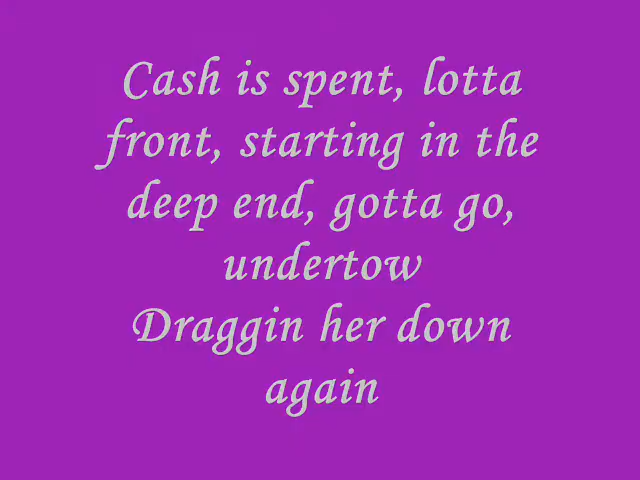 Cash is spent, lotta
front, starting in the
deep end, gotta go,
undertow
Draggin her down
again